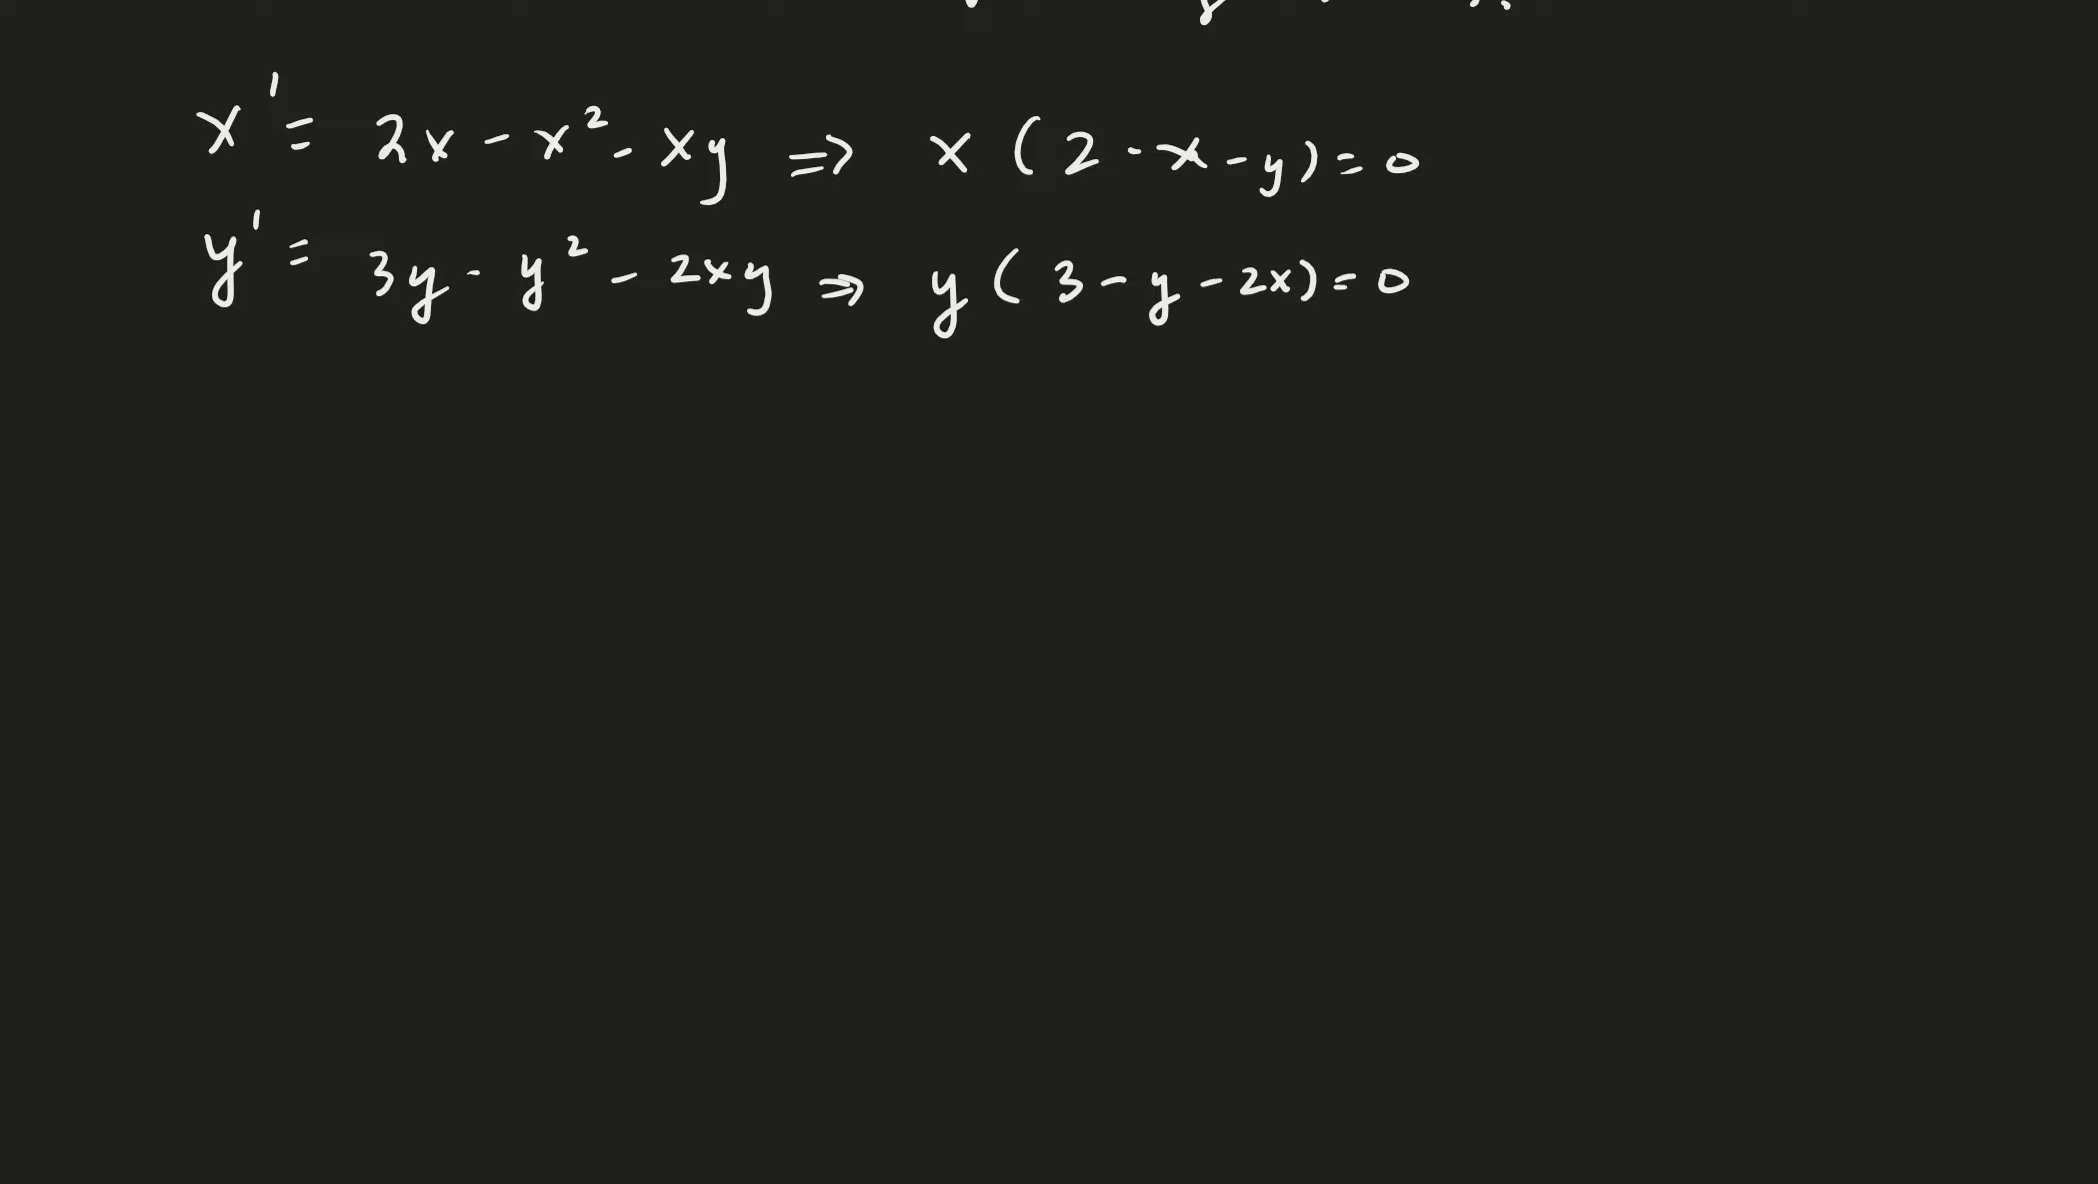 x' = 2x - x² - xy ⇒ x (2 - x - y) = 0
y' = 3y - y² - 2xy ⇒ y (3 - y - 2x) = 0